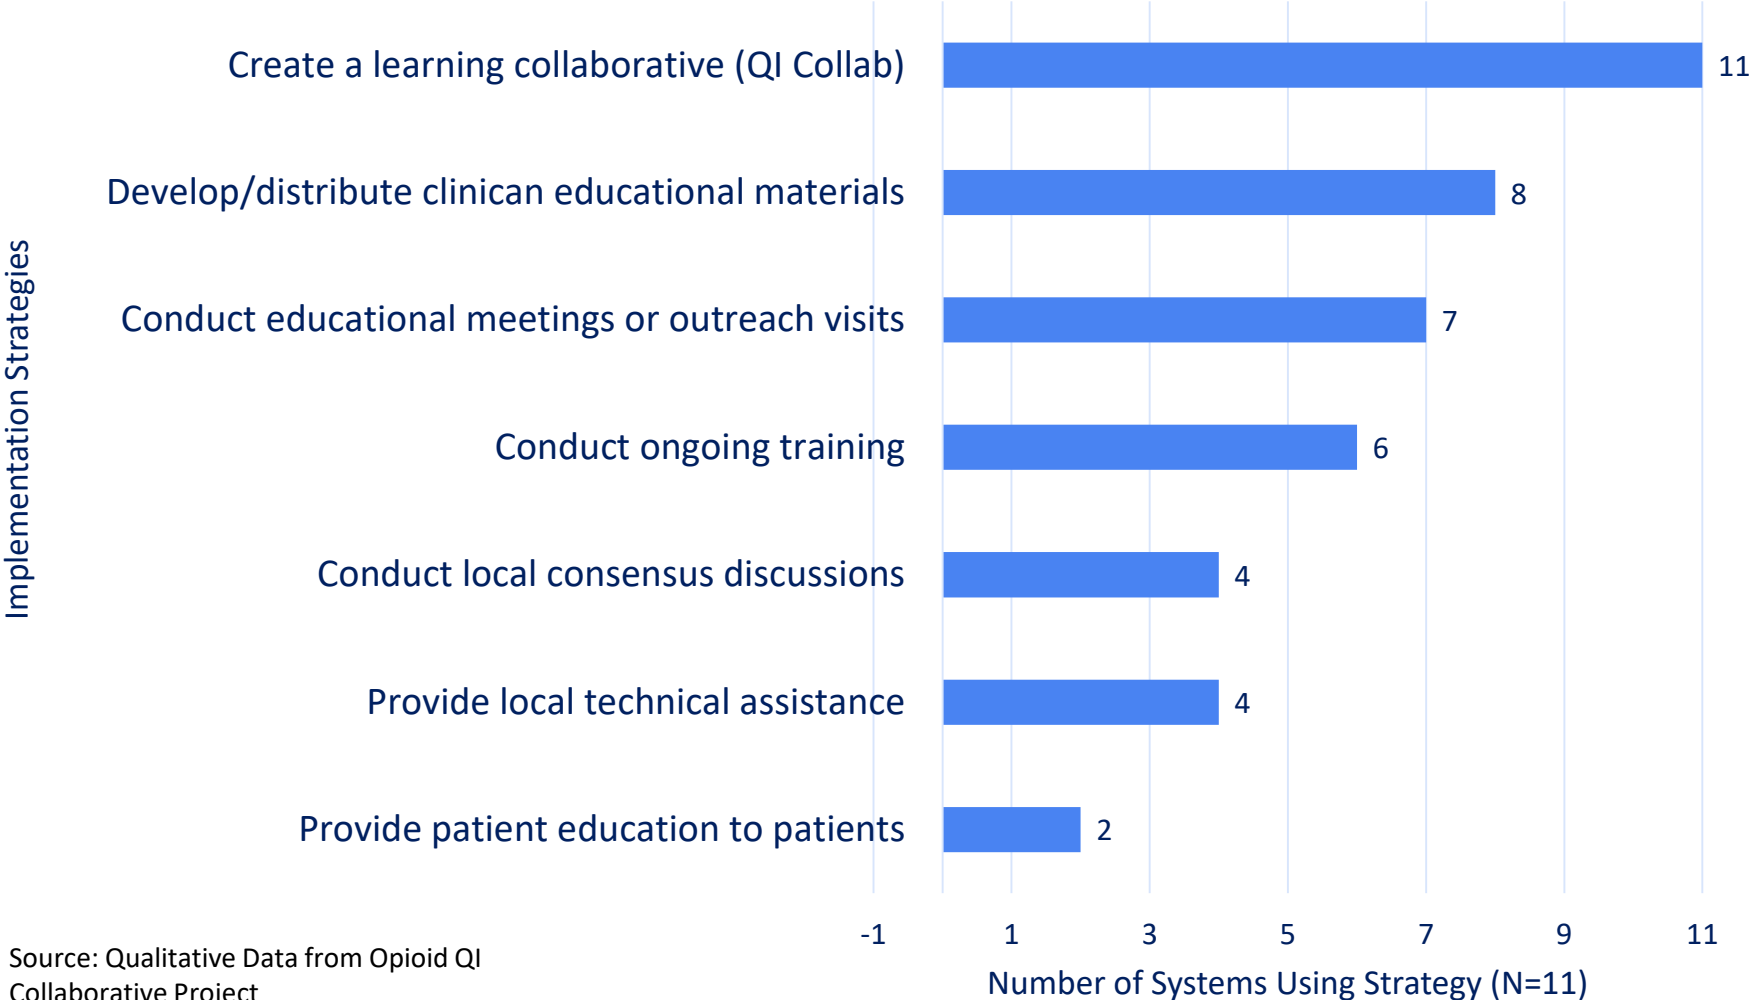 Implementation Strategies
Create a learning collaborative (QI Collab)
11
Develop/distribute clinican educational materials
8
Conduct educational meetings or outreach visits
7
Conduct ongoing training
6
Conduct local consensus discussions
4
Provide local technical assistance
4
Provide patient education to patients
2
-1 1 3 5 7 9 11
Number of Systems Using Strategy (N=11)
Source: Qualitative Data from Opioid QI
Collaborative Project